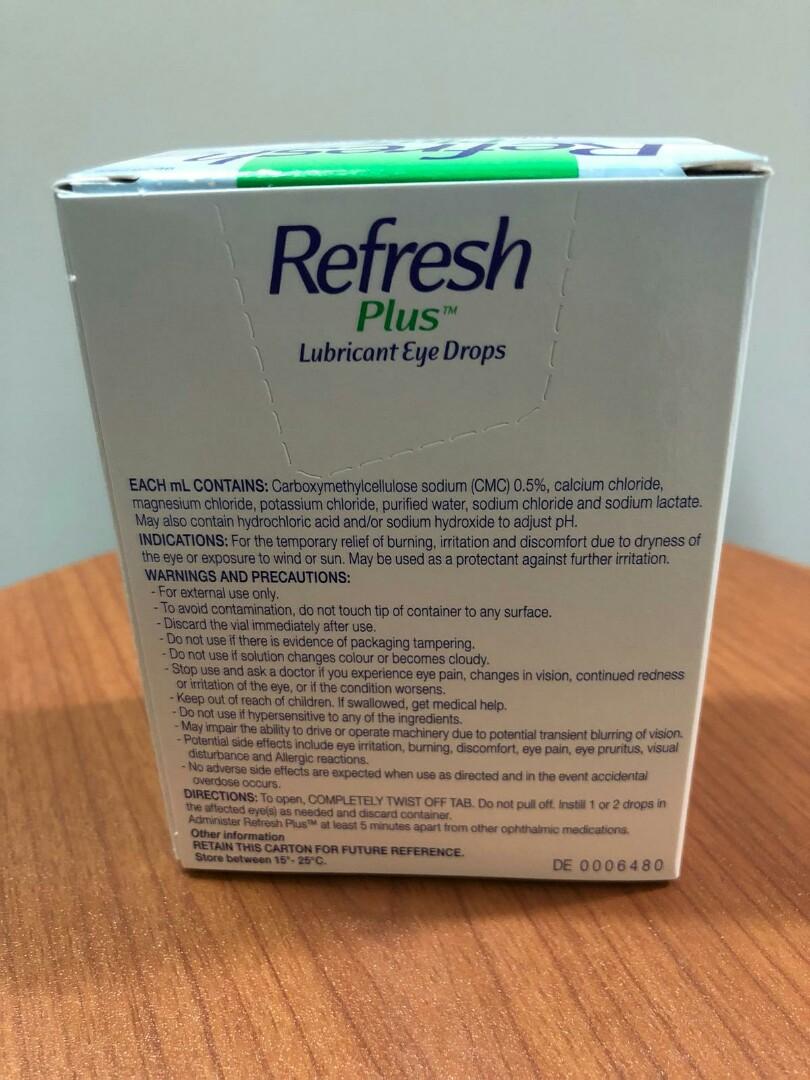 Refresh
Refresh
Refresh
Plus™
Lubricant Eye Drops
EACH mL CONTAINS: Carboxymethylcellulose sodium (CMC) 0.5%, calcium chloride,
magnesium chloride, potassium chloride, purified water, sodium chloride and sodium lactate.
May also contain hydrochloric acid and/or sodium hydroxide to adjust pH.
INDICATIONS: For the temporary relief of burning, irritation and discomfort due to dryness of
the eye or exposure to wind or sun. May be used as a protectant against further irritation.
WARNINGS AND PRECAUTIONS:
- For external use only.
- To avoid contamination, do not touch tip of container to any surface.
- Discard the vial immediately after use.
- Do not use if there is evidence of packaging tampering.
- Do not use if solution changes colour or becomes cloudy.
- Stop use and ask a doctor if you experience eye pain, changes in vision, continued redness
or irritation of the eye, or if the condition worsens.
- Keep out of reach of children. If swallowed, get medical help.
- Do not use if hypersensitive to any of the ingredients.
- May impair the ability to drive or operate machinery due to potential transient blurring of vision.
- Potential side effects include eye irritation, burning, discomfort, eye pain, eye pruritus, visual
disturbance and Allergic reactions.
- No adverse side effects are expected when use as directed and in the event accidental
overdose occurs.
DIRECTIONS: To open, COMPLETELY TWIST OFF TAB. Do not pull off. Instill 1 or 2 drops in
the affected eye(s) as needed and discard container.
Administer Refresh Plus™ at least 5 minutes apart from other ophthalmic medications.
Other information
RETAIN THIS CARTON FOR FUTURE REFERENCE.
Store between 15°- 25°C.
DE 0006480